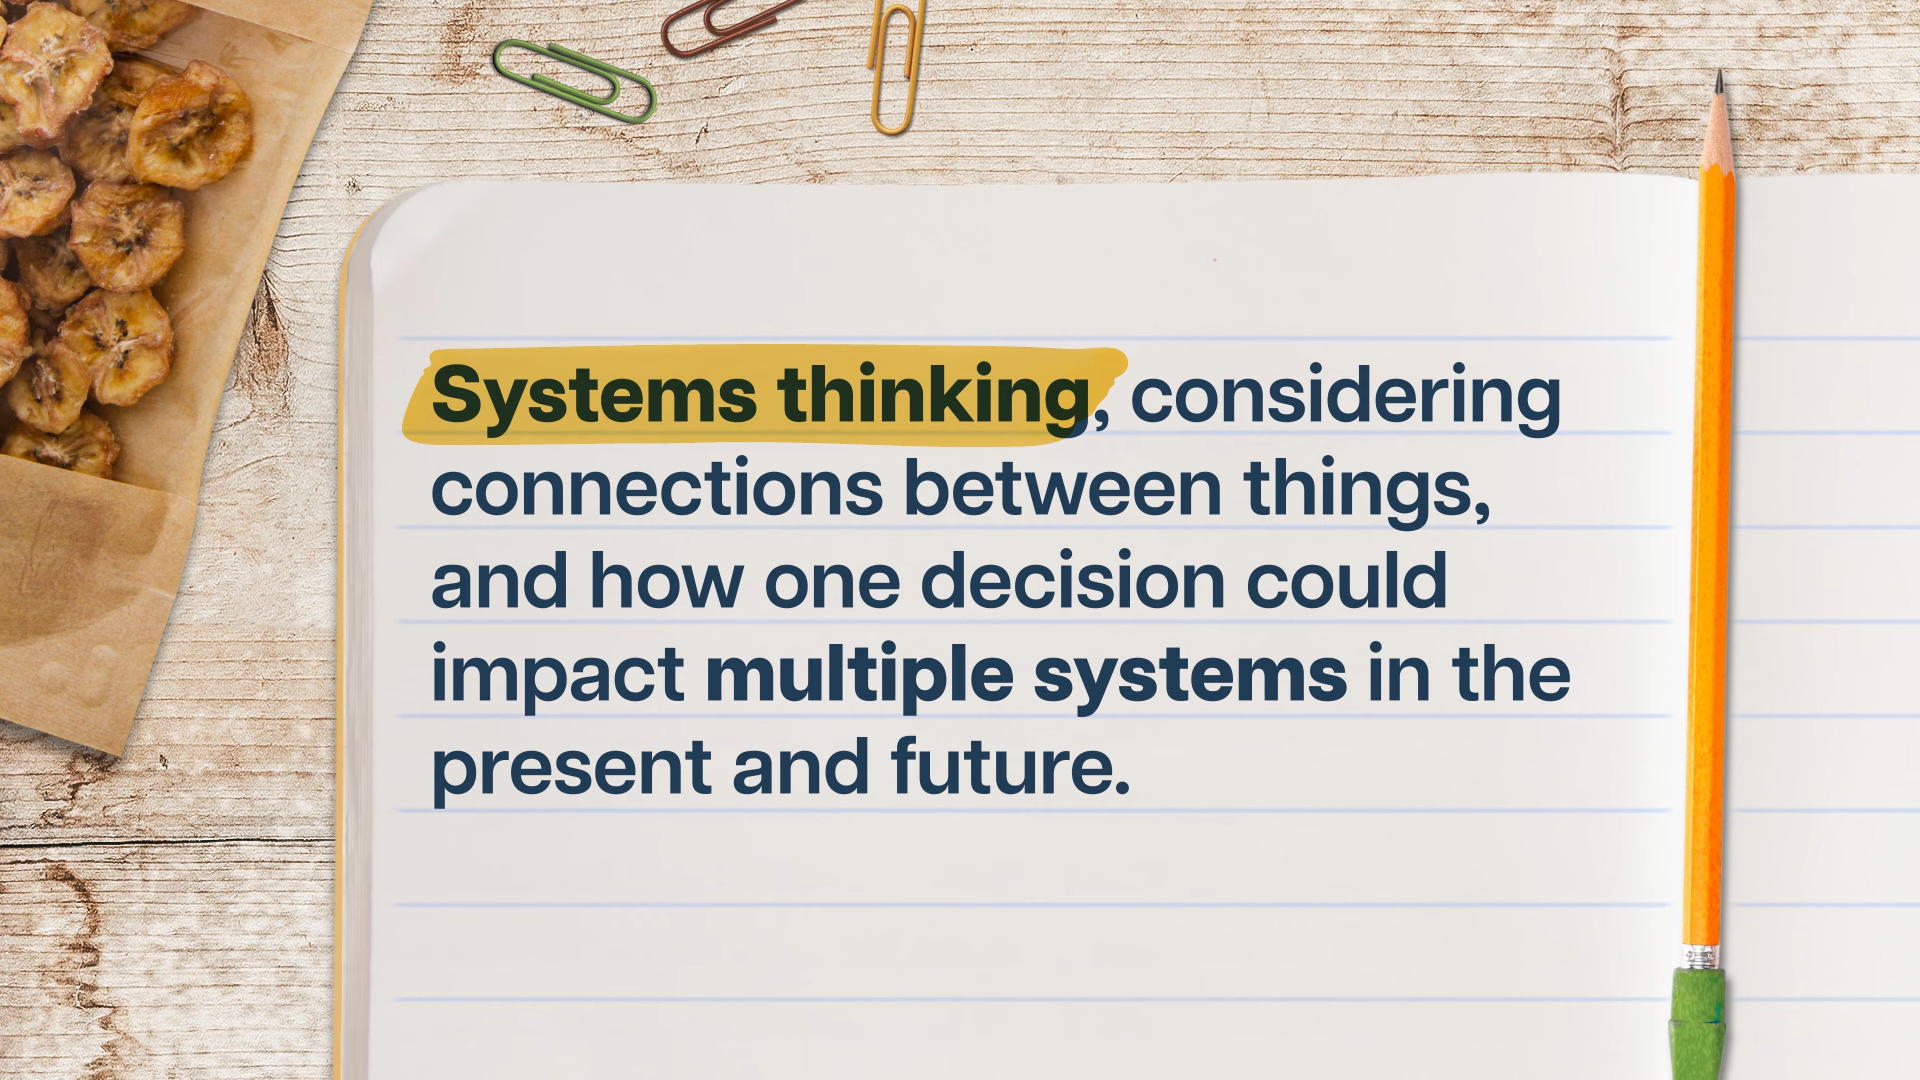 Systems thinking, considering
connections between things,
and how one decision could
impact multiple systems in the
present and future.